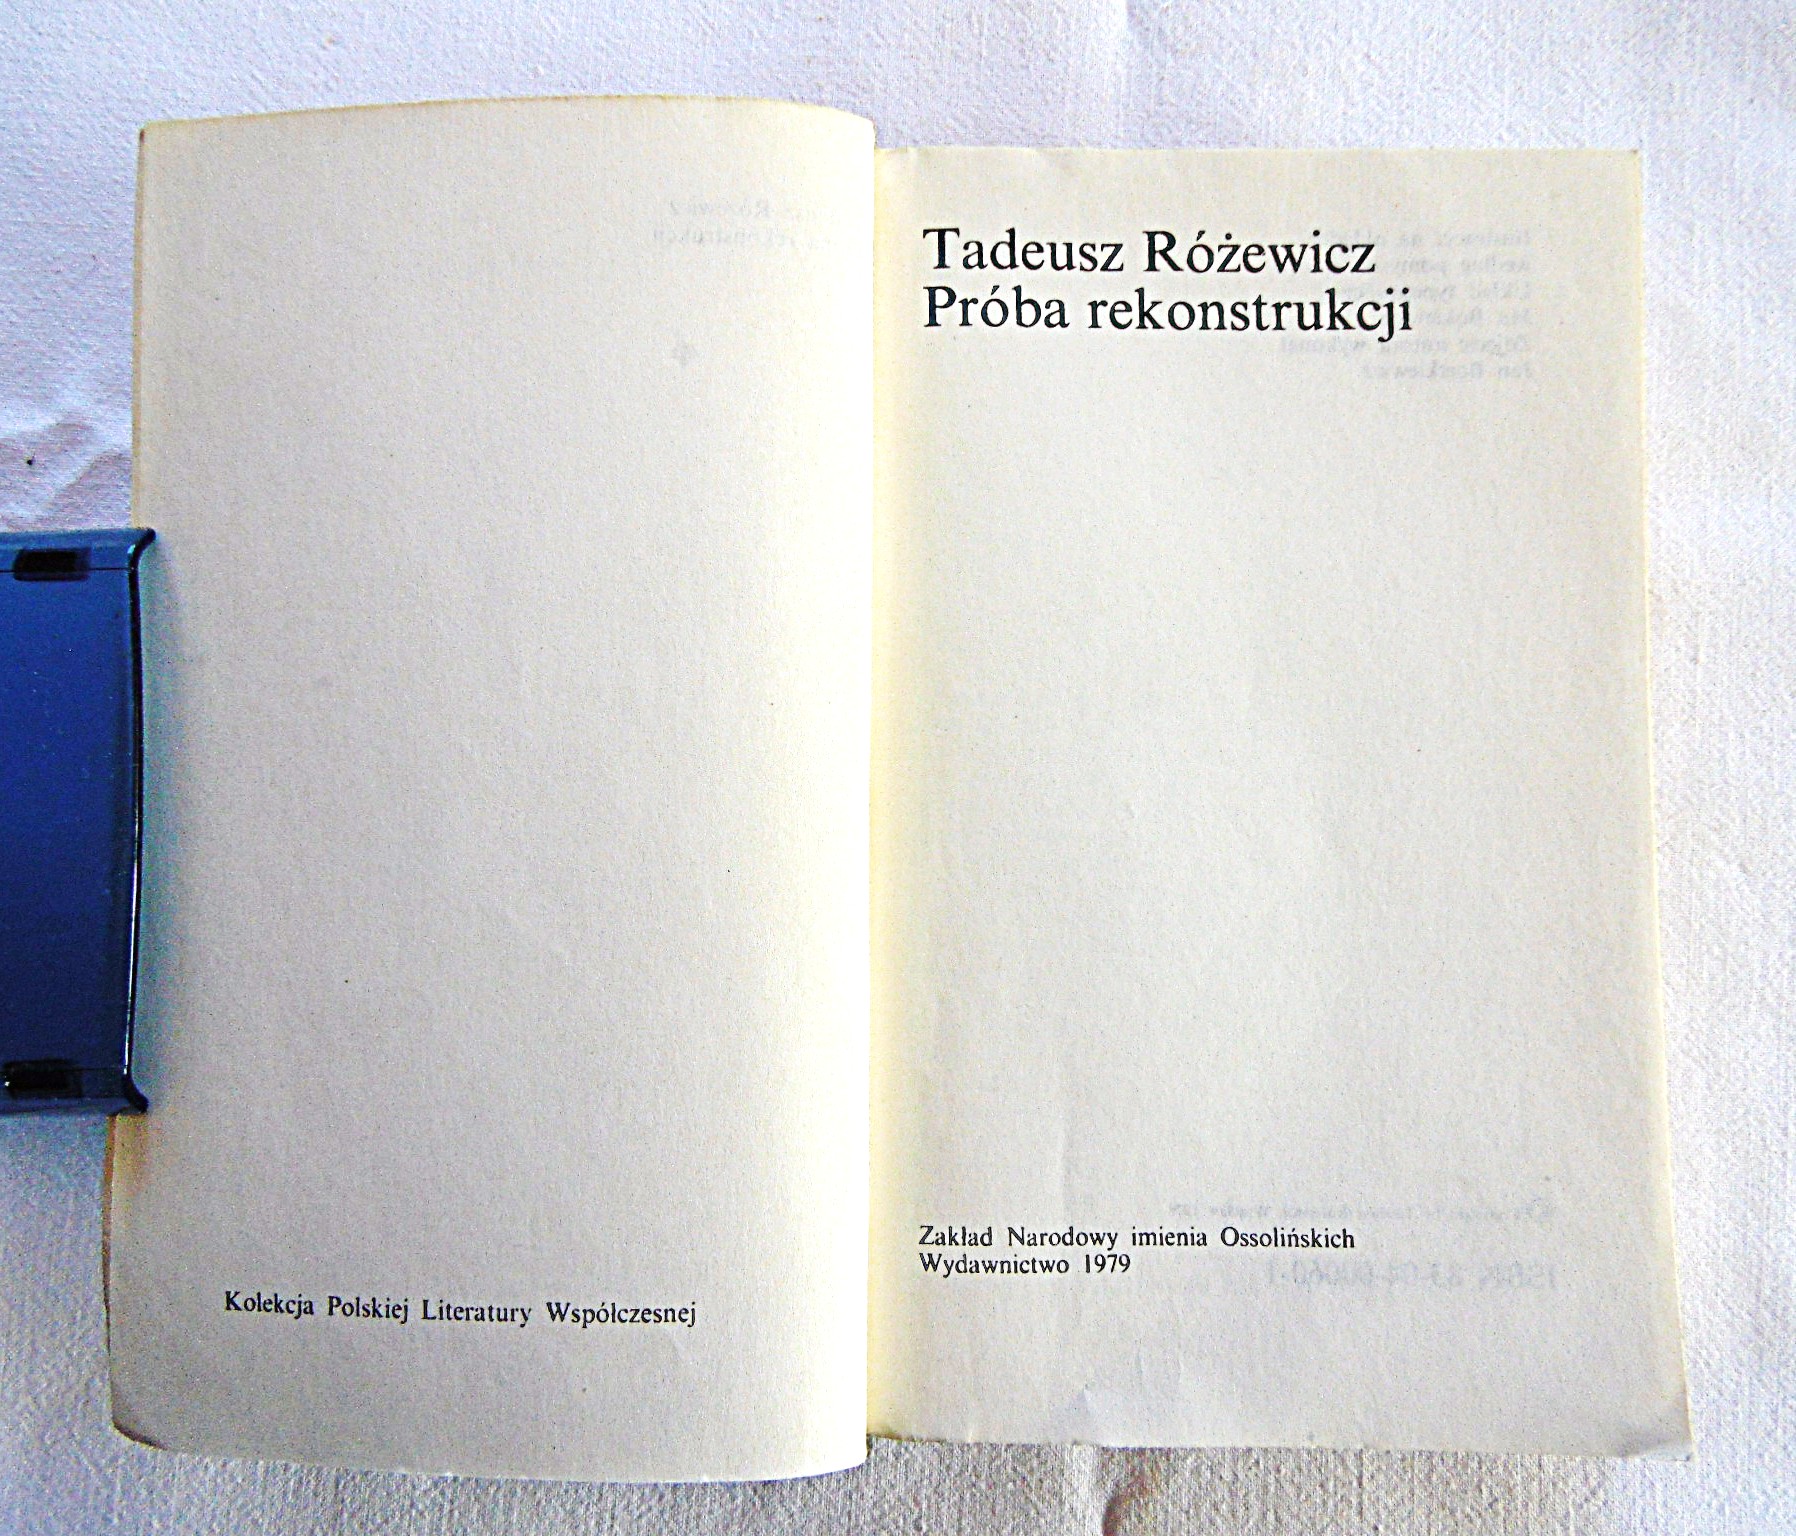 Kolekcja Polskiej Literatury Współczesnej
Tadeusz Różewicz
Próba rekonstrukcji
Zakład Narodowy imienia Ossolińskich
Wydawnictwo 1979